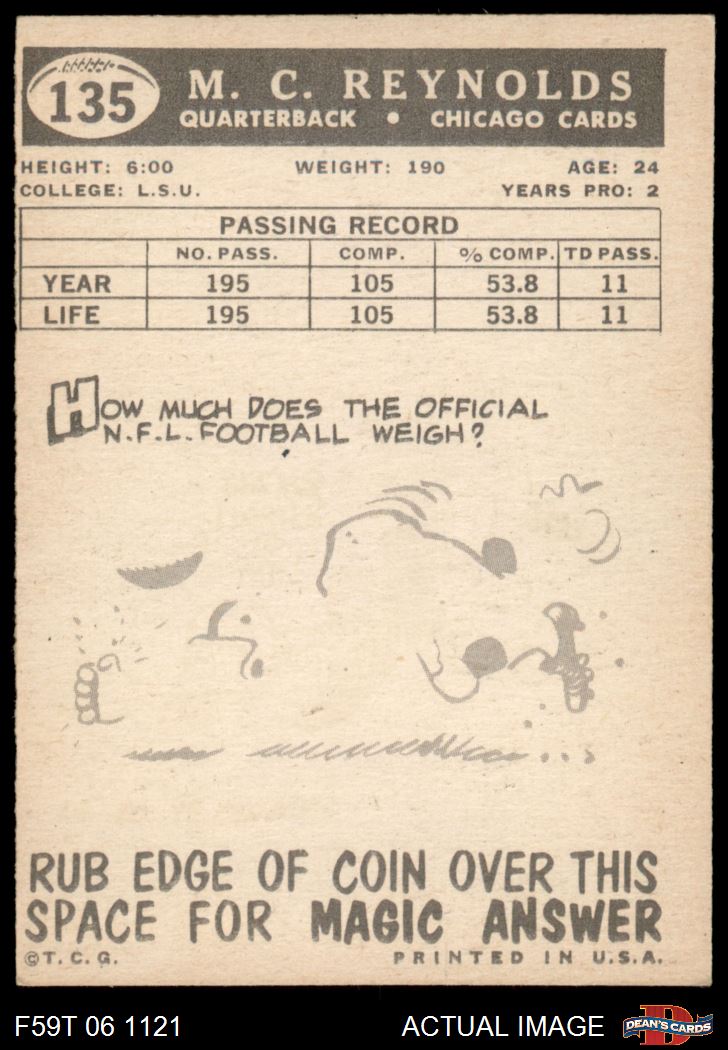 135
M. C. REYNOLDS
QUARTERBACK • CHICAGO CARDS
HEIGHT: 6:00 WEIGHT: 190 AGE: 24
COLLEGE: L.S.U. YEARS PRO: 2
PASSING RECORD
NO. PASS. COMP. % COMP. TD PASS.
YEAR 195 105 53.8 11
LIFE 195 105 53.8 11
HOW MUCH DOES THE OFFICIAL
N.F.L. FOOTBALL WEIGH?
RUB EDGE OF COIN OVER THIS
SPACE FOR MAGIC ANSWER
©T.C.G. PRINTED IN U.S.A.
F59T 06 1121 ACTUAL IMAGE D DEAN'S CARDS